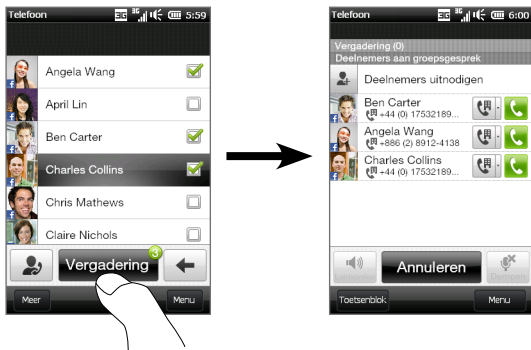 Telefoon 3G 5:59
Angela Wang
April Lin
Ben Carter
Charles Collins
Chris Mathews
Claire Nichols
Vergadering 3
Meer Menu
Telefoon 3G 6:00
Vergadering (0)
Deelnemers aan groepsgesprek
Deelnemers uitnodigen
Ben Carter
+44 (0) 17532189...
Angela Wang
+886 (2) 8912-4138
Charles Collins
+44 (0) 17532189...
Annuleren
Toetsenblok Menu